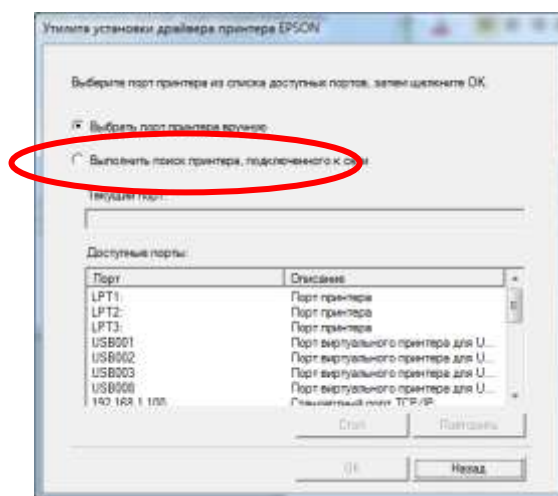 Утилита установки драйвера принтера EPSON
Выберите порт принтера из списка доступных портов, затем щелкните OK.
Выбрать порт принтера вручную
Выполнить поиск принтера, подключенного к сети
Текущий порт:
Доступные порты:
Порт Описание
LPT1: Порт принтера
LPT2: Порт принтера
LPT3: Порт принтера
USB001 Порт виртуального принтера для U...
USB002 Порт виртуального принтера для U...
USB003 Порт виртуального принтера для U...
USB008 Порт виртуального принтера для U...
192.168.1.100 Стандартный порт TCP/IP
Стоп Повторить
OK Назад